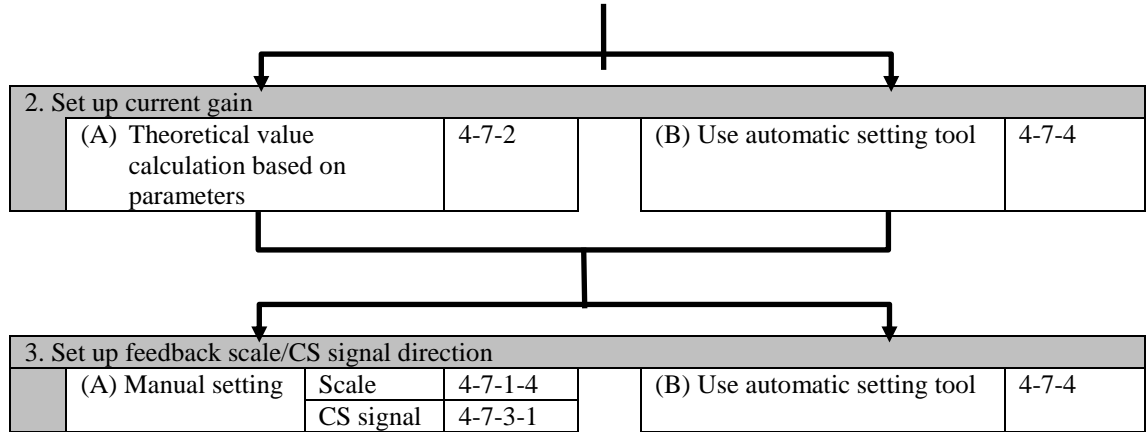 2. Set up current gain
(A) Theoretical value
calculation based on
parameters
4-7-2
(B) Use automatic setting tool
4-7-4
3. Set up feedback scale/CS signal direction
(A) Manual setting
Scale
4-7-1-4
CS signal
4-7-3-1
(B) Use automatic setting tool
4-7-4